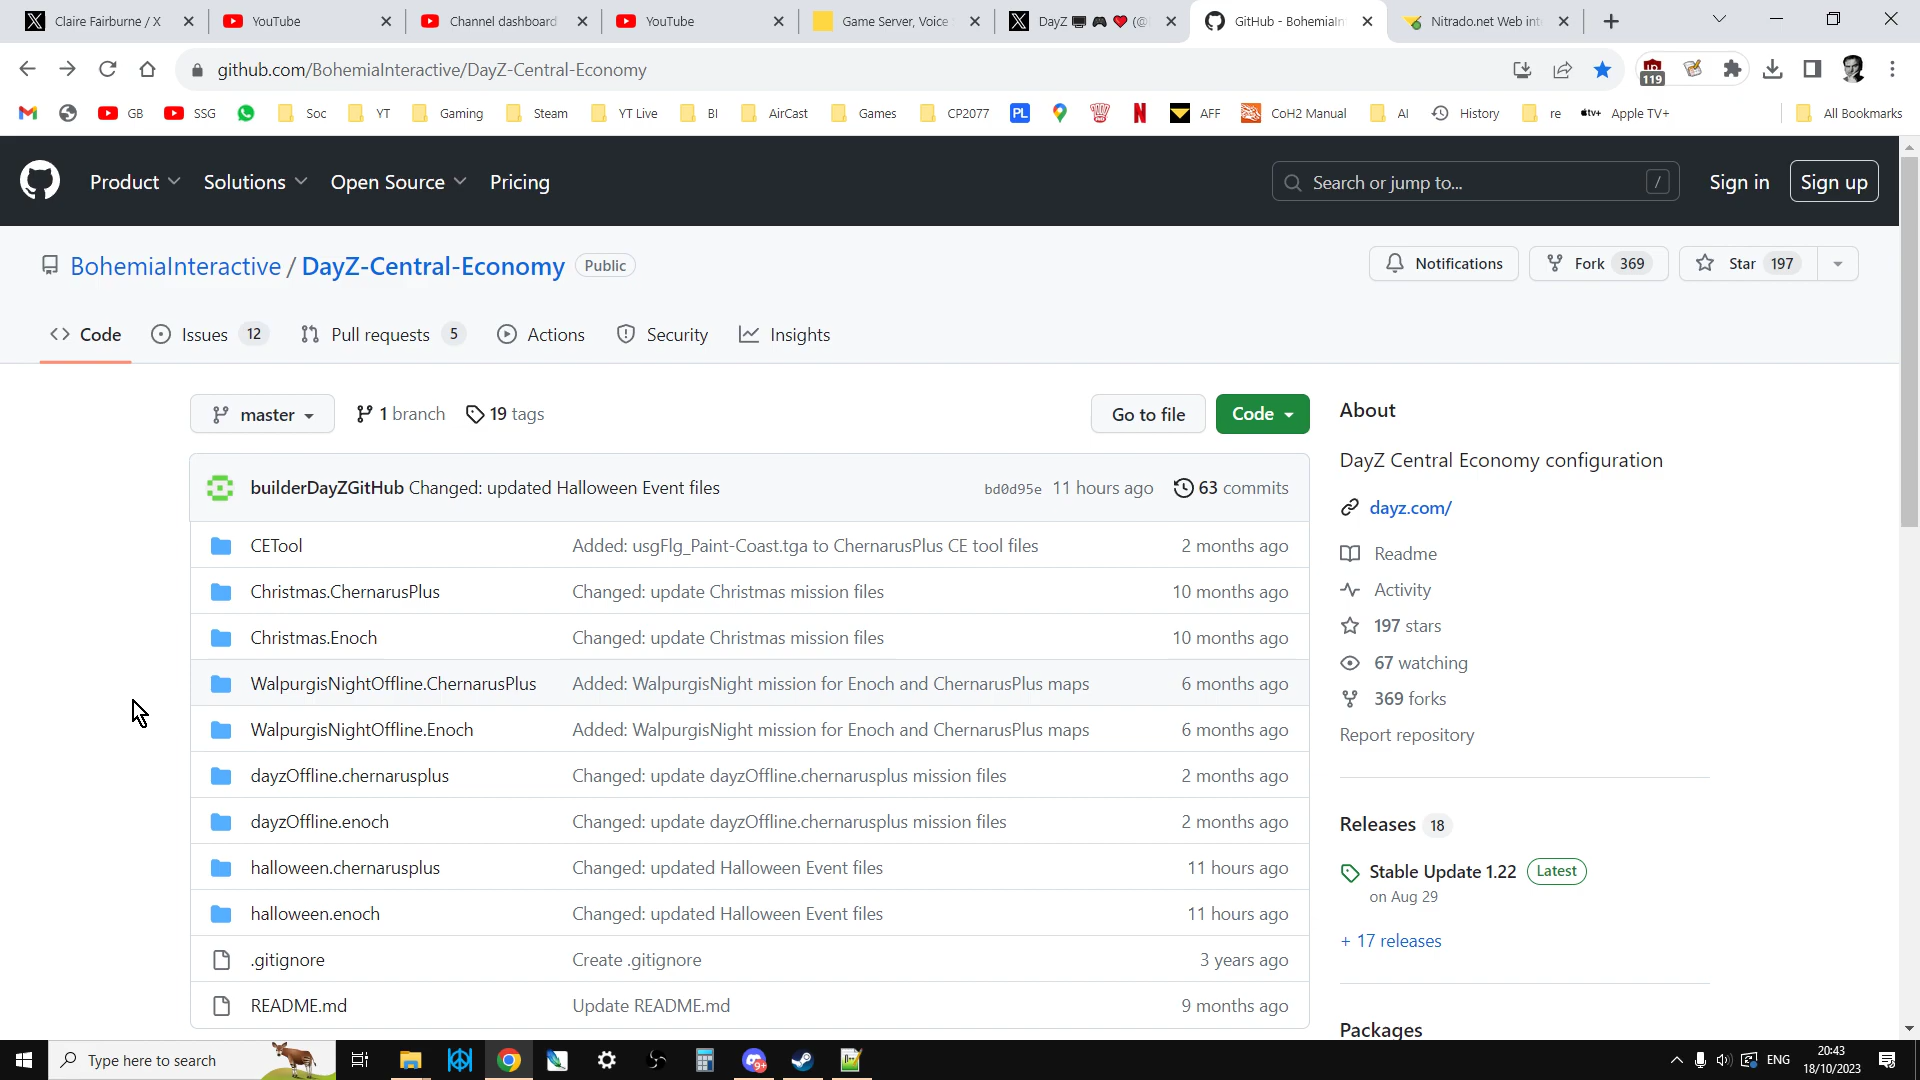 Claire Fairburne / X
YouTube
Channel dashboard
YouTube
Game Server, Voice
DayZ
GitHub - BohemiaIn
Nitrado.net Web int
github.com/BohemiaInteractive/DayZ-Central-Economy
119
GB
SSG
Soc
YT
Gaming
Steam
YT Live
BI
AirCast
Games
CP2077
PL
N
AFF
CoH2 Manual
AI
History
re
tv+
Apple TV+
All Bookmarks
Product
Solutions
Open Source
Pricing
Search or jump to...
/
Sign in
Sign up
BohemiaInteractive / DayZ-Central-Economy
Public
Notifications
Fork 369
Star 197
Code
Issues 12
Pull requests 5
Actions
Security
Insights
master
1 branch
19 tags
Go to file
Code
builderDayZGitHub Changed: updated Halloween Event files
bd0d95e 11 hours ago
63 commits
CETool Added: usgFlg_Paint-Coast.tga to ChernarusPlus CE tool files 2 months ago
Christmas.ChernarusPlus Changed: update Christmas mission files 10 months ago
Christmas.Enoch Changed: update Christmas mission files 10 months ago
WalpurgisNightOffline.ChernarusPlus Added: WalpurgisNight mission for Enoch and ChernarusPlus maps 6 months ago
WalpurgisNightOffline.Enoch Added: WalpurgisNight mission for Enoch and ChernarusPlus maps 6 months ago
dayzOffline.chernarusplus Changed: update dayzOffline.chernarusplus mission files 2 months ago
dayzOffline.enoch Changed: update dayzOffline.chernarusplus mission files 2 months ago
halloween.chernarusplus Changed: updated Halloween Event files 11 hours ago
halloween.enoch Changed: updated Halloween Event files 11 hours ago
.gitignore Create .gitignore 3 years ago
README.md Update README.md 9 months ago
About
DayZ Central Economy configuration
dayz.com/
Readme
Activity
197 stars
67 watching
369 forks
Report repository
Releases 18
Stable Update 1.22 Latest
on Aug 29
+ 17 releases
Packages
Type here to search
ENG
20:43
18/10/2023